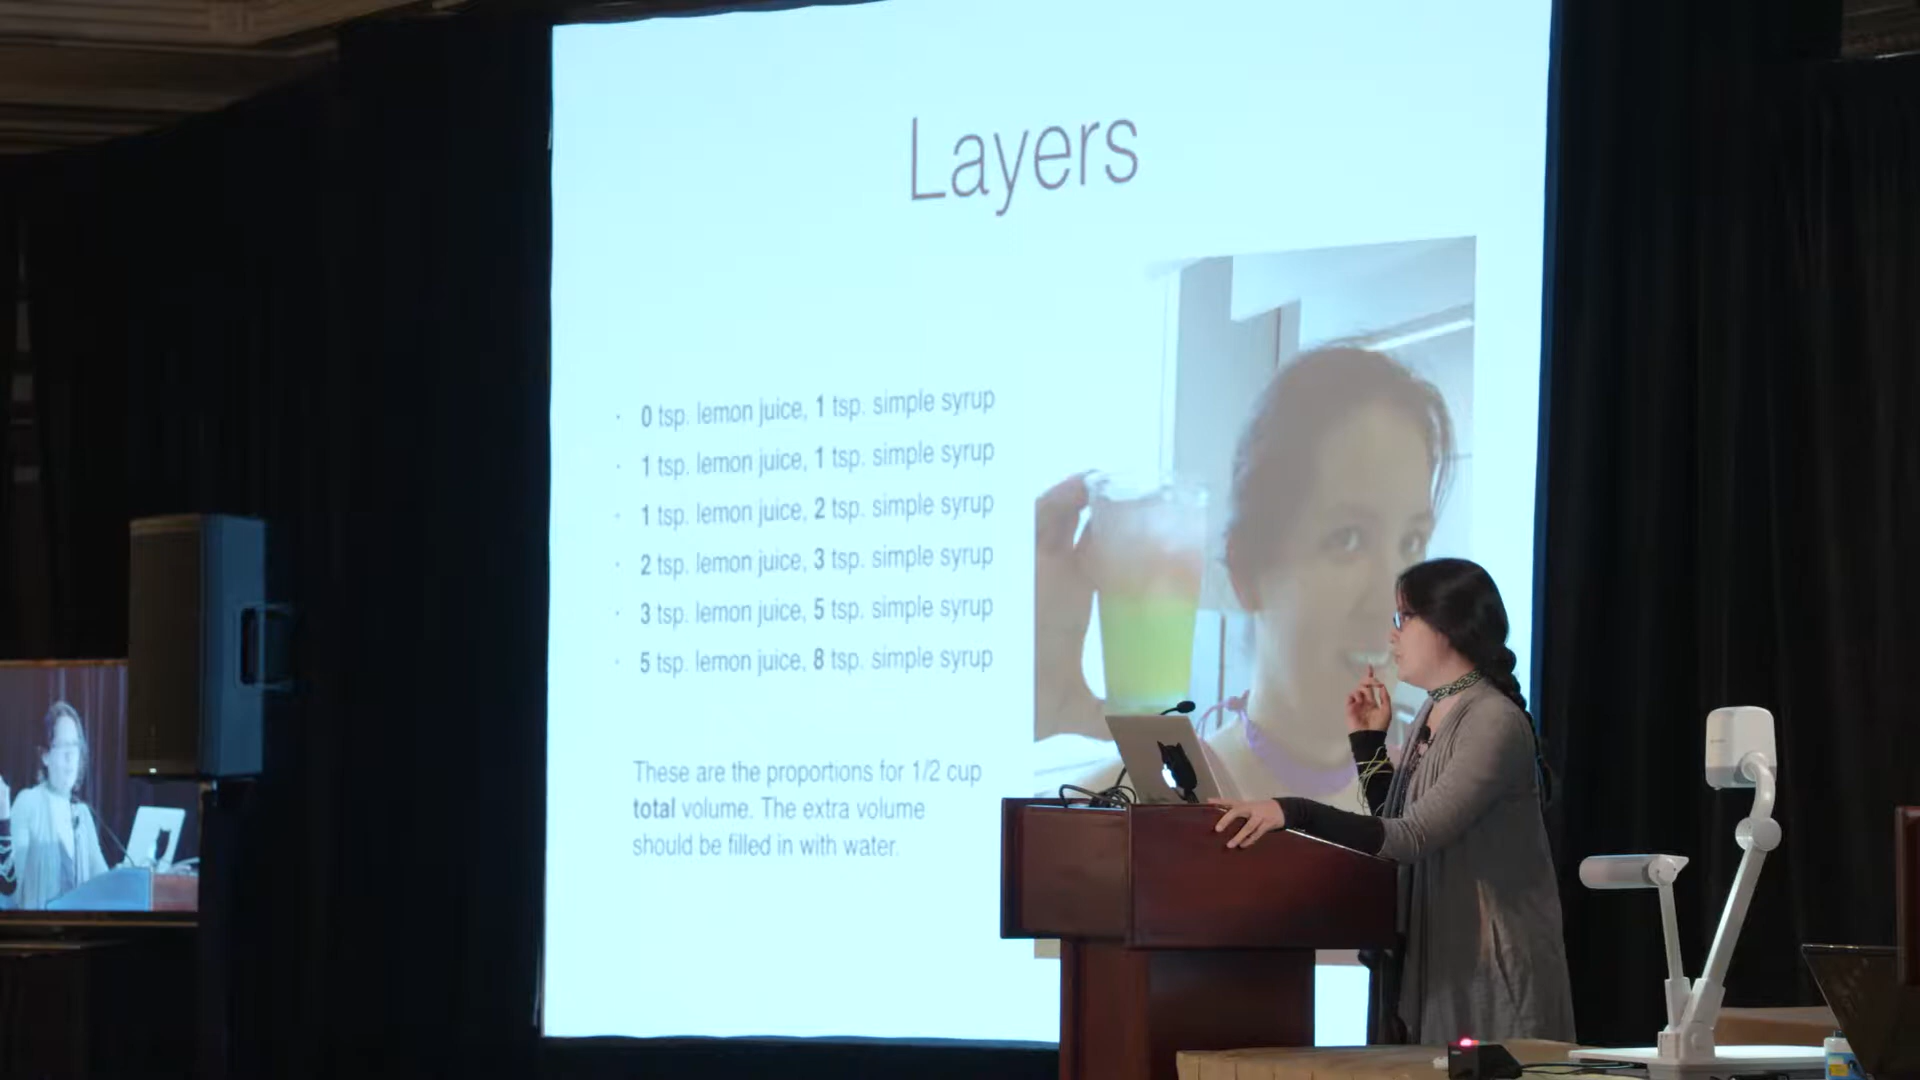 Layers
· 0 tsp. lemon juice, 1 tsp. simple syrup
· 1 tsp. lemon juice, 1 tsp. simple syrup
· 1 tsp. lemon juice, 2 tsp. simple syrup
· 2 tsp. lemon juice, 3 tsp. simple syrup
· 3 tsp. lemon juice, 5 tsp. simple syrup
· 5 tsp. lemon juice, 8 tsp. simple syrup
These are the proportions for 1/2 cup
total volume. The extra volume
should be filled in with water.